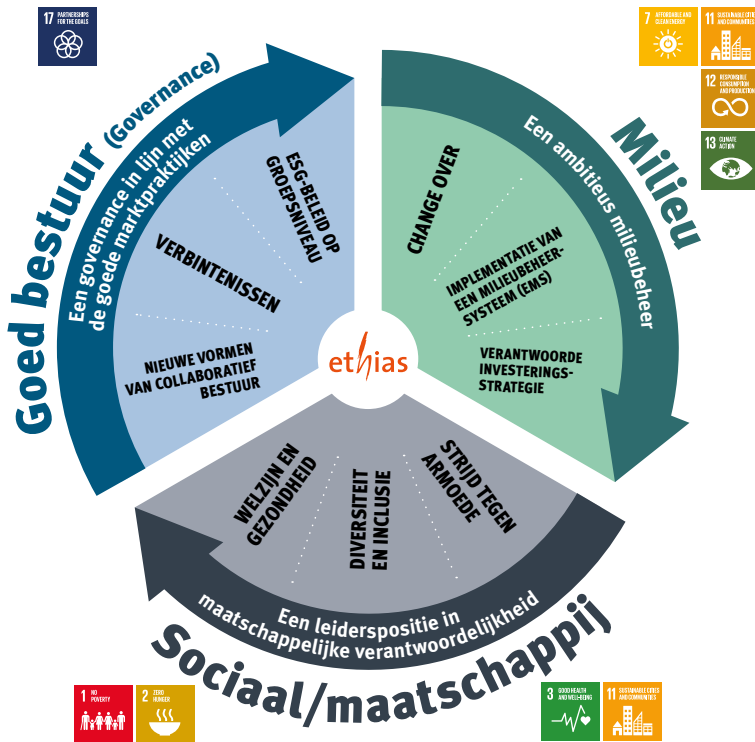 17 PARTNERSHIPS
FOR THE GOALS
7 AFFORDABLE AND
CLEAN ENERGY
11 SUSTAINABLE CITIES
AND COMMUNITIES
12 RESPONSIBLE
CONSUMPTION
AND PRODUCTION
13 CLIMATE
ACTION
Goed bestuur (Governance)
Een governance in lijn met
de goede marktpraktijken
ESG-BELEID OP
GROEPSNIVEAU
VERBINTENISSEN
NIEUWE VORMEN
VAN COLLABORATIEF
BESTUUR
Milieu
Een ambitieus milieubeheer
CHANGE OVER
IMPLEMENTATIE VAN
EEN MILIEUBEHEER-
SYSTEEM (EMS)
VERANTWOORDE
INVESTERINGS-
STRATEGIE
ethias
STRIJD TEGEN
ARMOEDE
DIVERSITEIT
EN INCLUSIE
WELZIJN EN
GEZONDHEID
Een leiderspositie in
maatschappelijke verantwoordelijkheid
Sociaal/maatschappij
1 NO
POVERTY
2 ZERO
HUNGER
3 GOOD HEALTH
AND WELL-BEING
11 SUSTAINABLE CITIES
AND COMMUNITIES